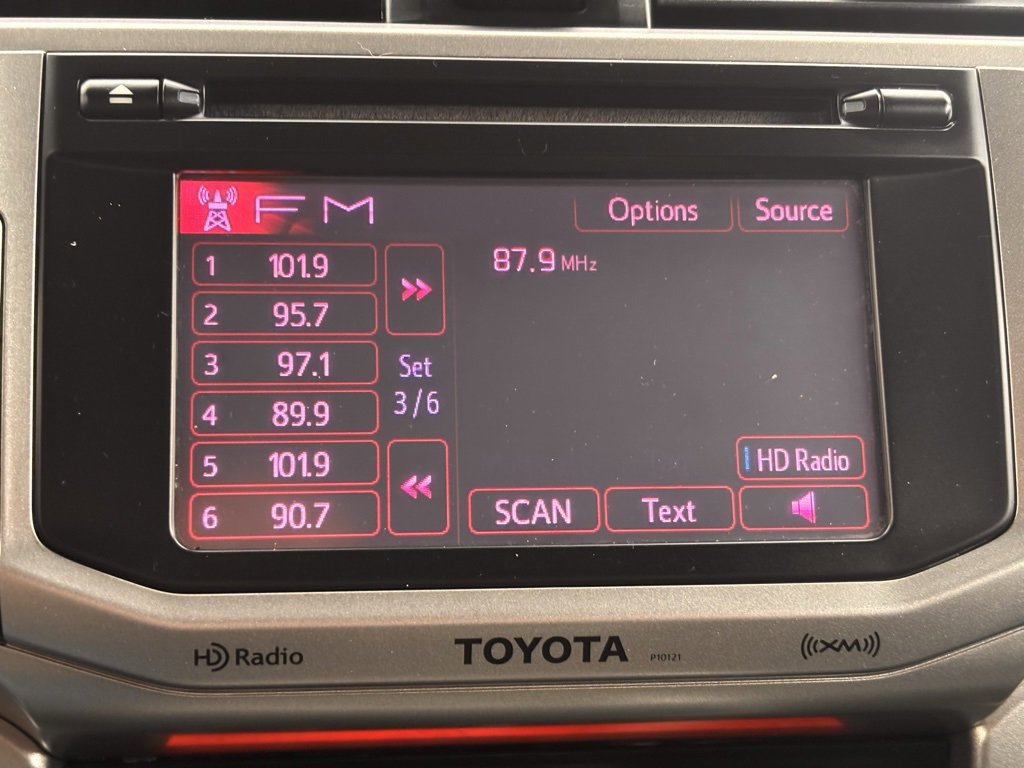 FM
Options
Source
1 101.9
2 95.7
3 97.1
4 89.9
5 101.9
6 90.7
Set
3/6
87.9 MHz
HD Radio
SCAN
Text
HD Radio
TOYOTA
P10121
((XM))